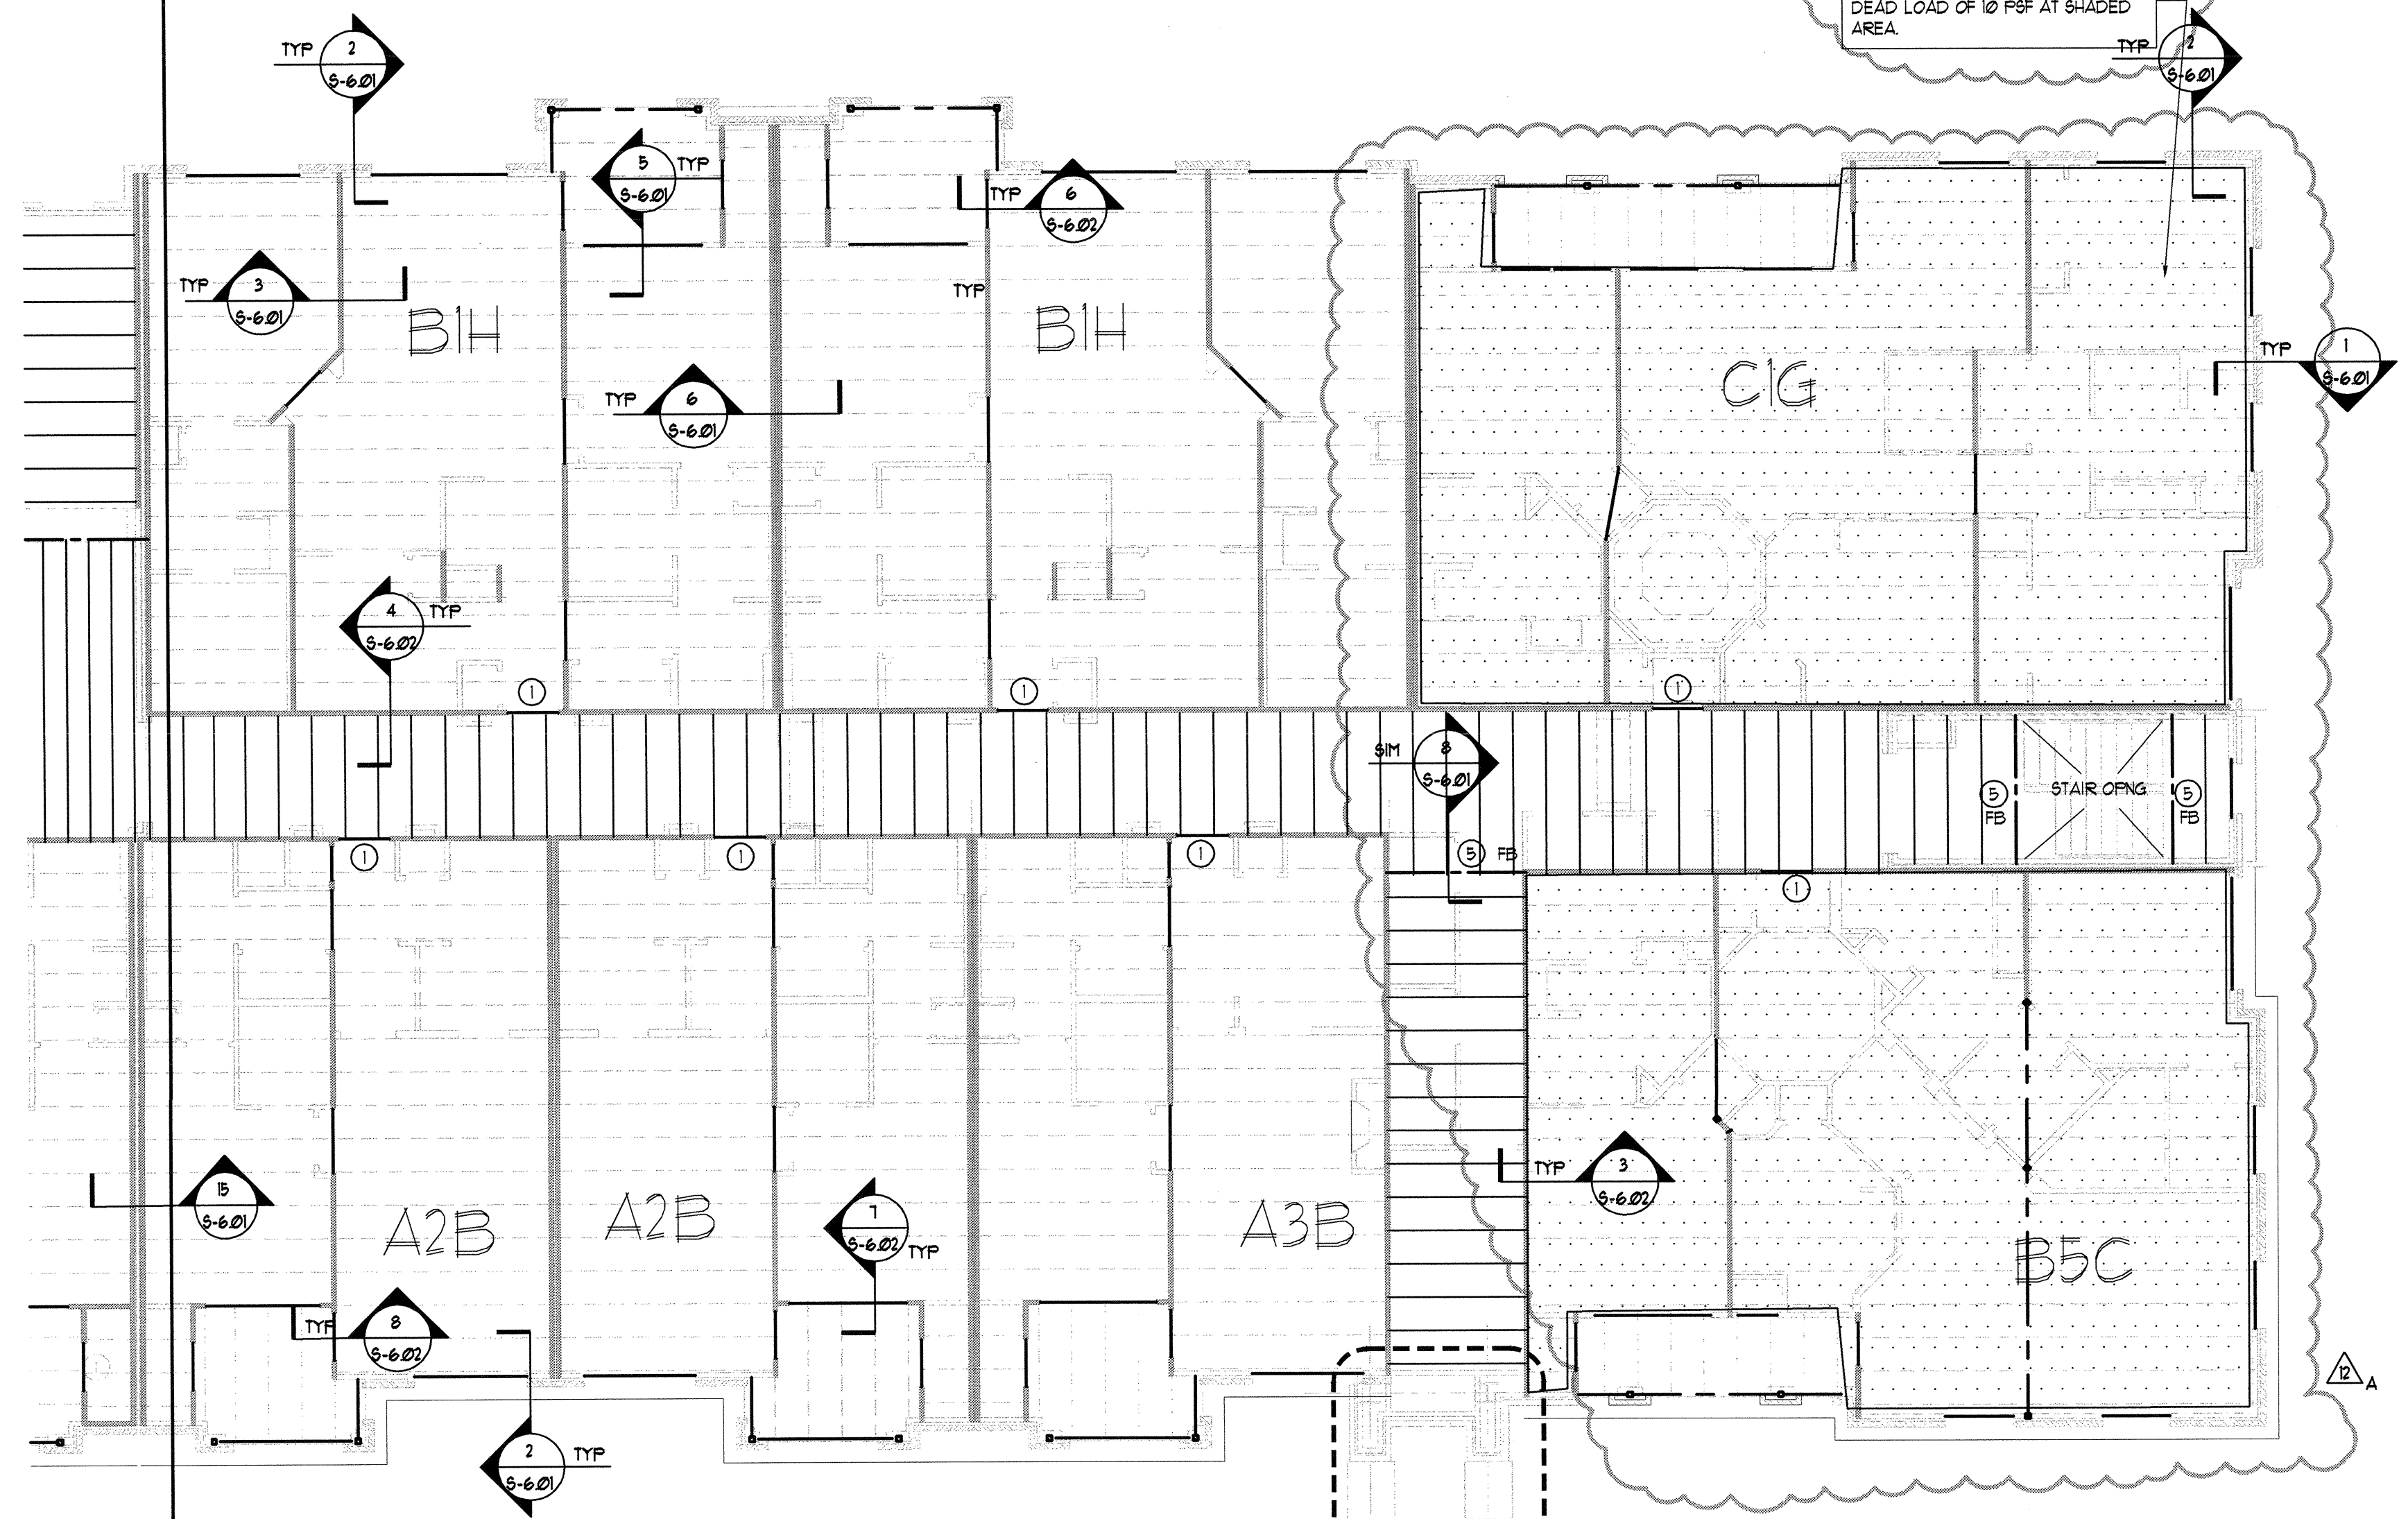 DEAD LOAD OF 10 PSF AT SHADED
AREA.
TYP
2
S-6.01
TYP
2
S-6.01
5
TYP
S-6.01
TYP
6
S-6.02
TYP
3
S-6.01
TYP
B1H
B1H
C1G
TYP
1
S-6.01
TYP
6
S-6.01
4
TYP
S-6.02
1
1
1
SIM
8
S-6.01
5
FB
STAIR OPNG
5
FB
1
1
1
5
FB
1
15
S-6.01
A2B
A2B
7
S-6.02
TYP
A3B
TYP
3
S-6.02
B5C
TYP
8
S-6.02
2
TYP
S-6.01
12
A